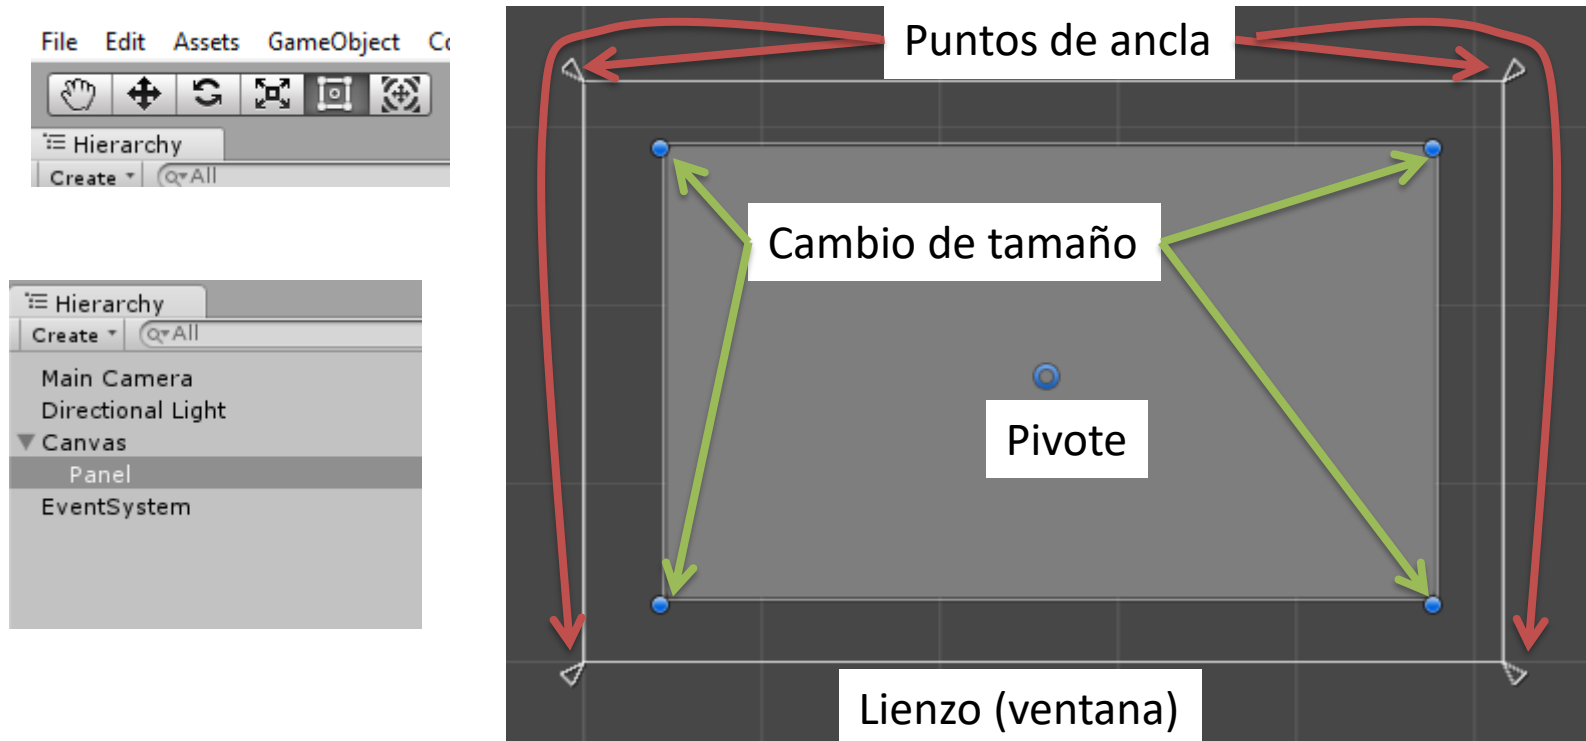 File Edit Assets GameObject
Hierarchy
Create All
Hierarchy
Create All
Main Camera
Directional Light
Canvas
Panel
EventSystem
Puntos de ancla
Cambio de tamaño
Pivote
Lienzo (ventana)